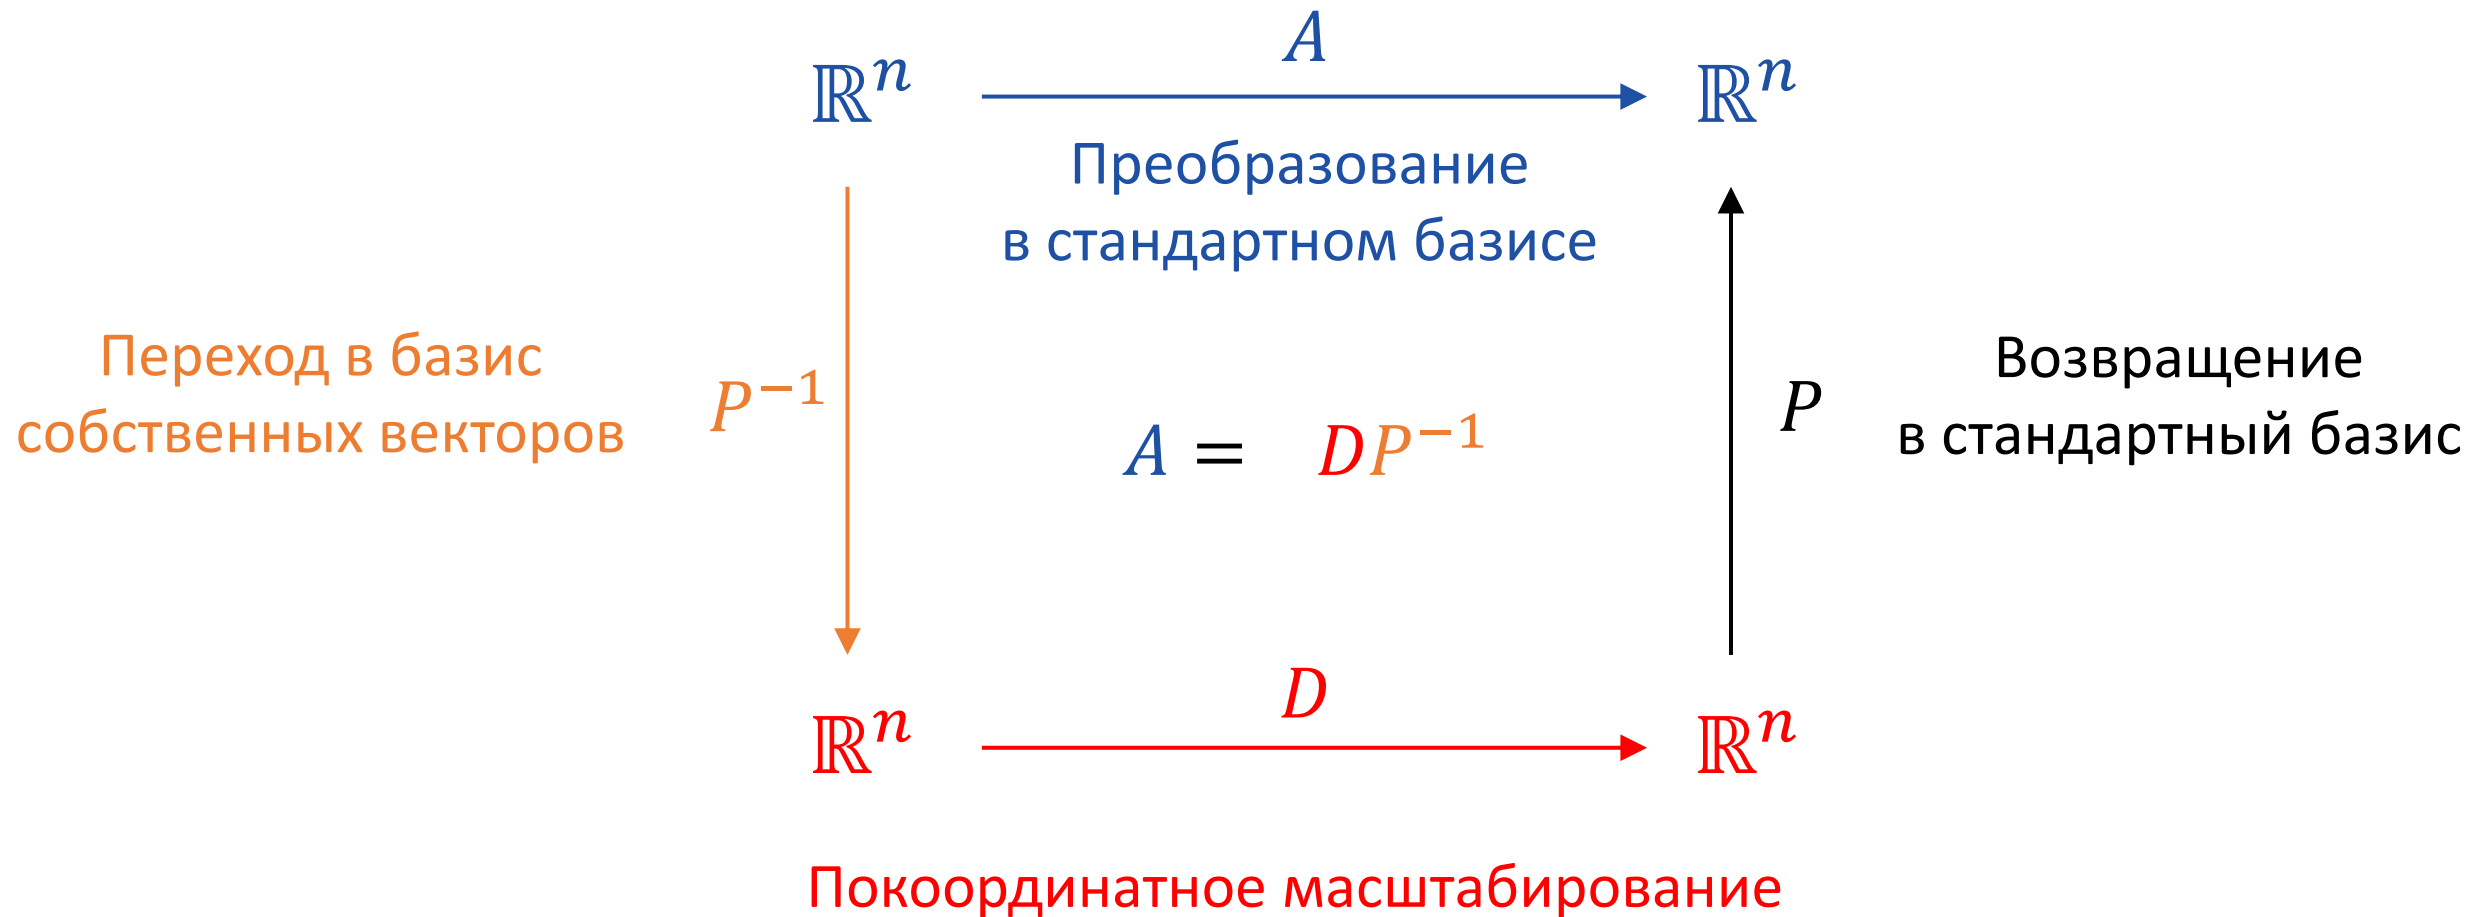 A
ℝⁿ ℝⁿ
Преобразование
в стандартном базисе
Переход в базис
собственных векторов
P⁻¹
A = DP⁻¹
P
Возвращение
в стандартный базис
D
ℝⁿ ℝⁿ
Покоординатное масштабирование